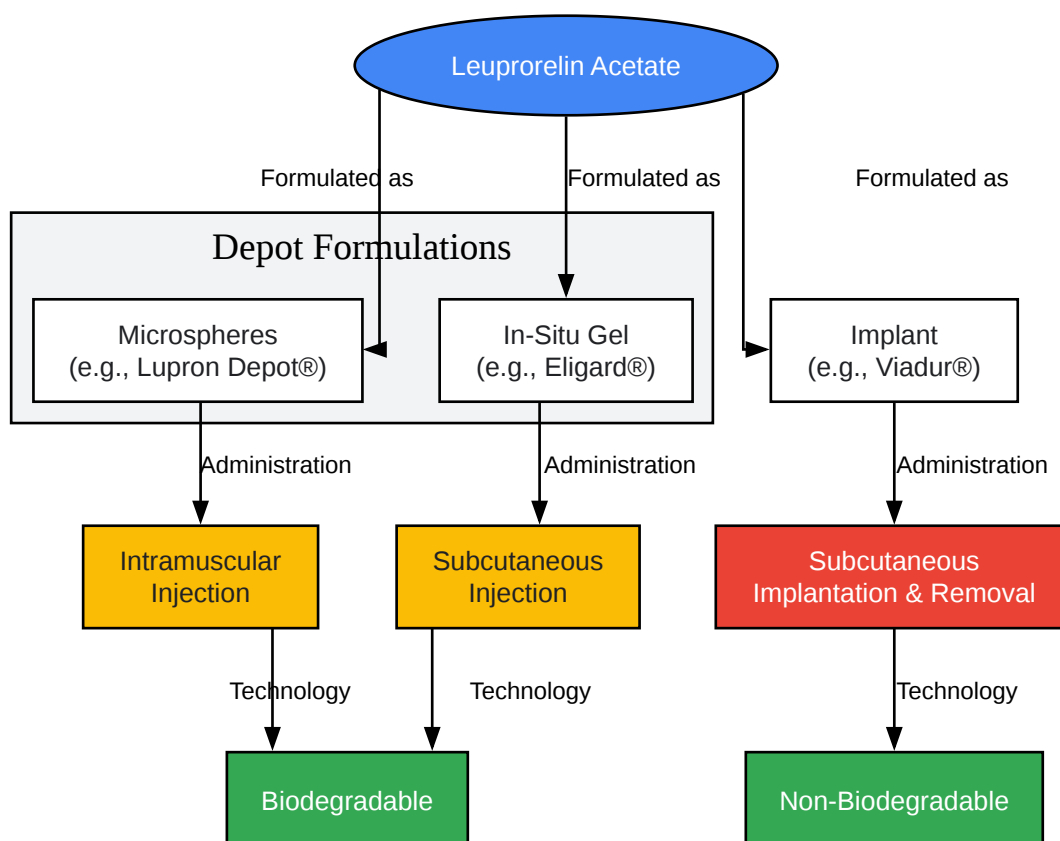 Leuprorelin Acetate
Formulated as
Formulated as
Formulated as
Depot Formulations
Microspheres
(e.g., Lupron Depot®)
In-Situ Gel
(e.g., Eligard®)
Implant
(e.g., Viadur®)
Administration
Administration
Administration
Intramuscular
Injection
Subcutaneous
Injection
Subcutaneous
Implantation & Removal
Technology
Technology
Technology
Biodegradable
Non-Biodegradable